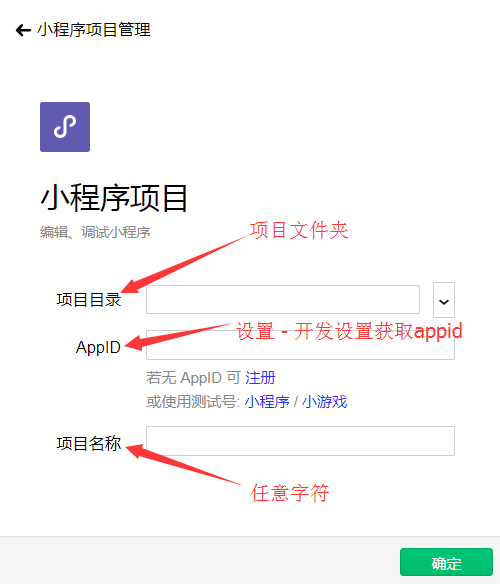 小程序项目管理
小程序项目
编辑、调试小程序
项目文件夹
项目目录
设置 - 开发设置获取appid
AppID
若无 AppID 可 注册
或使用测试号: 小程序 / 小游戏
项目名称
任意字符
确定